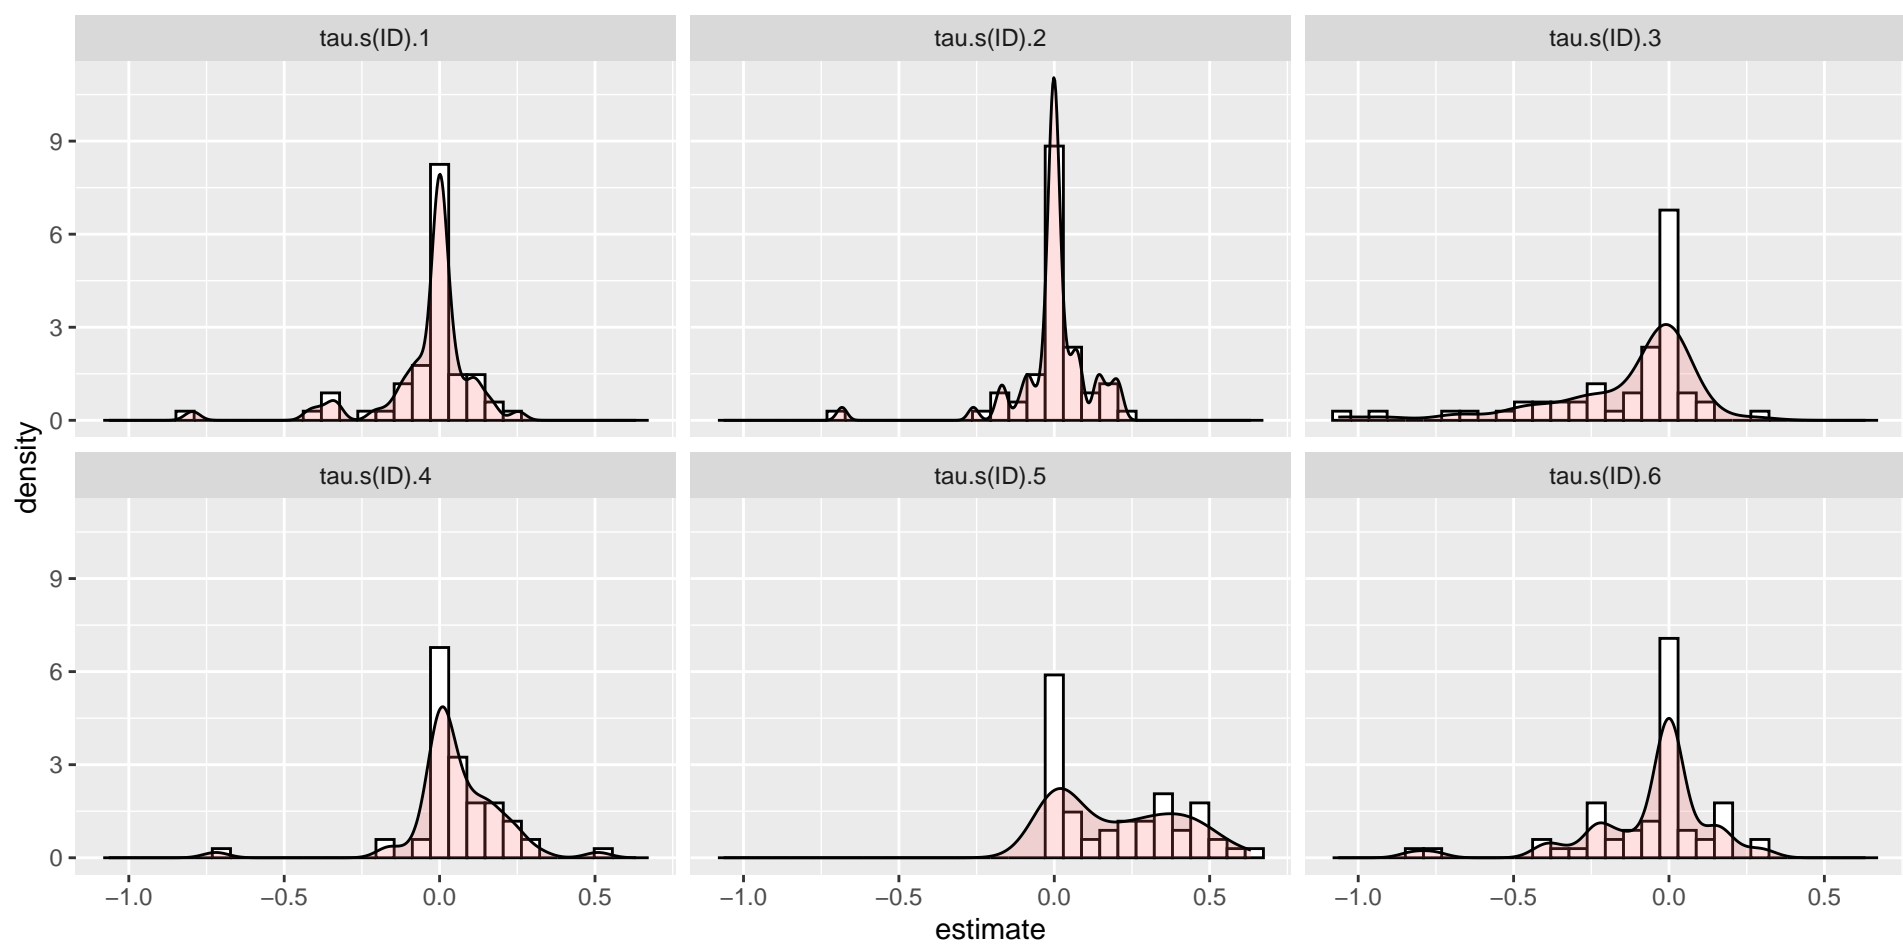 tau.s(ID).1 tau.s(ID).2 tau.s(ID).3
9
6
3
0
tau.s(ID).4 tau.s(ID).5 tau.s(ID).6
9
6
3
0
−1.0 −0.5 0.0 0.5 −1.0 −0.5 0.0 0.5 −1.0 −0.5 0.0 0.5
estimate
density